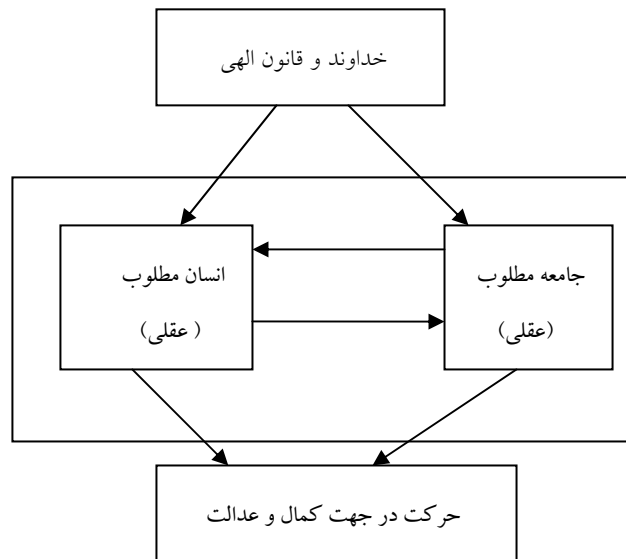 خداوند و قانون الهی
جامعه مطلوب
(عقلی)
انسان مطلوب
( عقلی)
حرکت در جهت کمال و عدالت